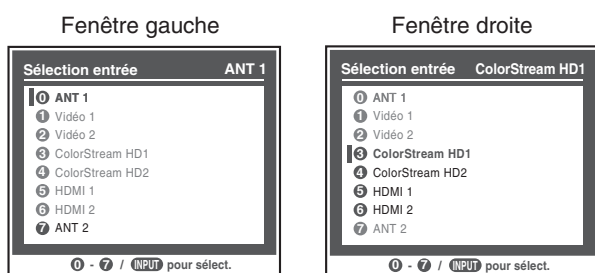 Fenêtre gauche
Sélection entrée ANT 1
0 ANT 1
1 Vidéo 1
2 Vidéo 2
3 ColorStream HD1
4 ColorStream HD2
5 HDMI 1
6 HDMI 2
7 ANT 2
0 - 7 / INPUT pour sélect.
Fenêtre droite
Sélection entrée ColorStream HD1
0 ANT 1
1 Vidéo 1
2 Vidéo 2
3 ColorStream HD1
4 ColorStream HD2
5 HDMI 1
6 HDMI 2
7 ANT 2
0 - 7 / INPUT pour sélect.